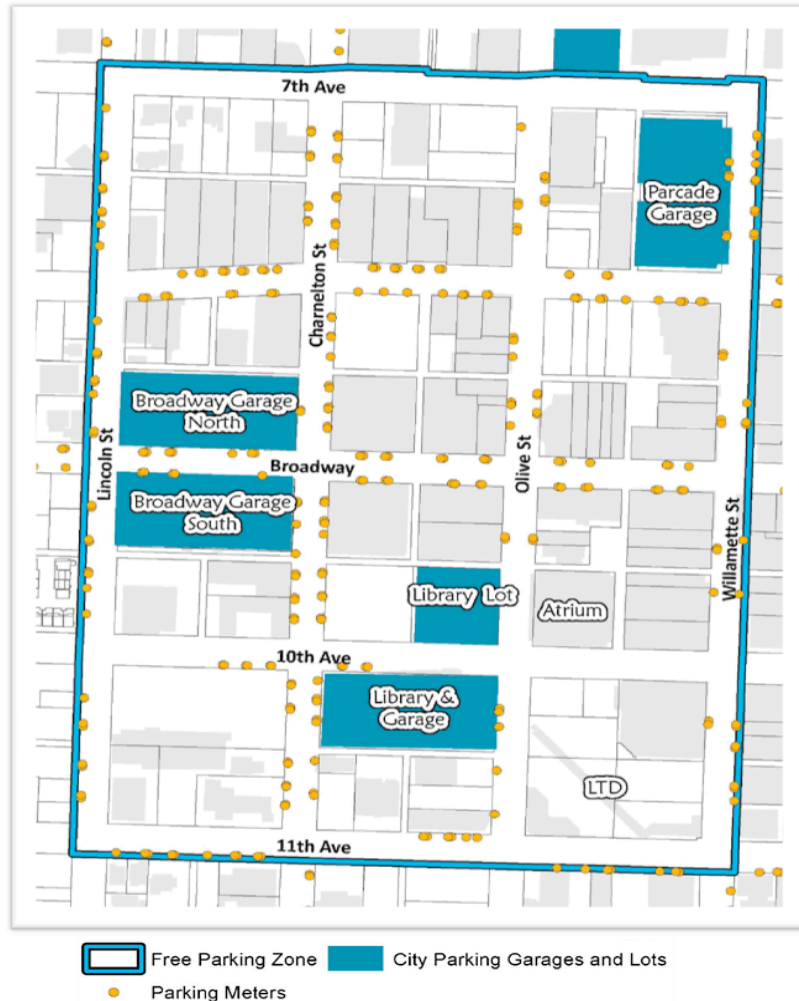 7th Ave
Parcade
Garage
Charnelton St
Broadway Garage
North
Lincoln St
Broadway
Olive St
Broadway Garage
South
Willamette St
Library Lot
Atrium
10th Ave
Library &
Garage
LTD
11th Ave
Free Parking Zone
City Parking Garages and Lots
Parking Meters